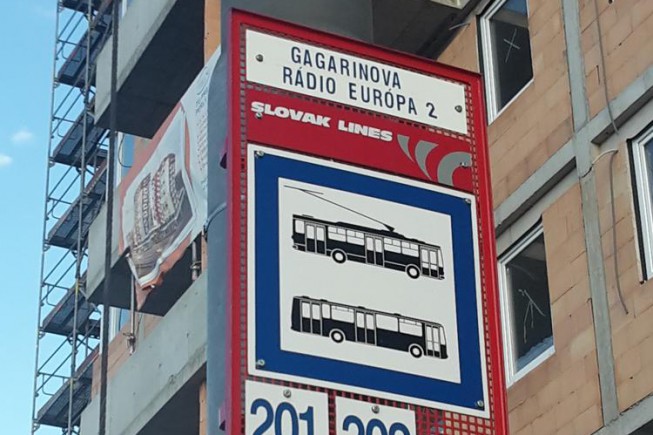 GAGARINOVA
RÁDIO EURÓPA 2
SLOVAK LINES
201